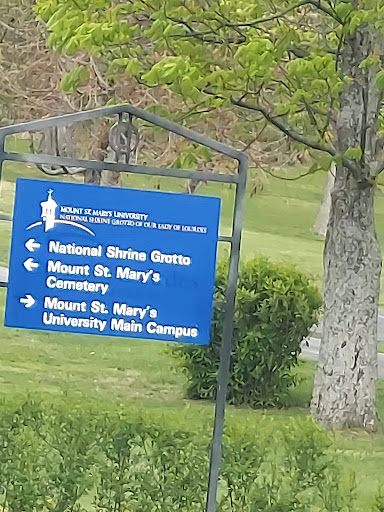 MOUNT ST. MARY'S UNIVERSITY
NATIONAL SHRINE GROTTO OF OUR LADY OF LOURDES
← National Shrine Grotto
← Mount St. Mary's
Cemetery
→ Mount St. Mary's
University Main Campus